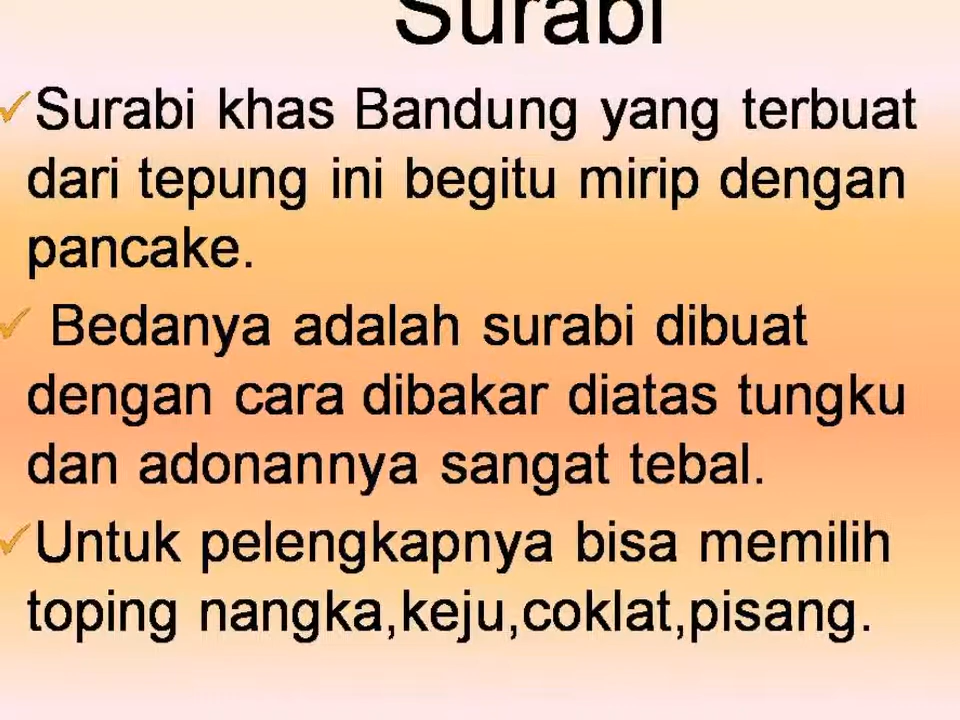 Surabi
Surabi khas Bandung yang terbuat
dari tepung ini begitu mirip dengan
pancake.
Bedanya adalah surabi dibuat
dengan cara dibakar diatas tungku
dan adonannya sangat tebal.
Untuk pelengkapnya bisa memilih
toping nangka,keju,coklat,pisang.